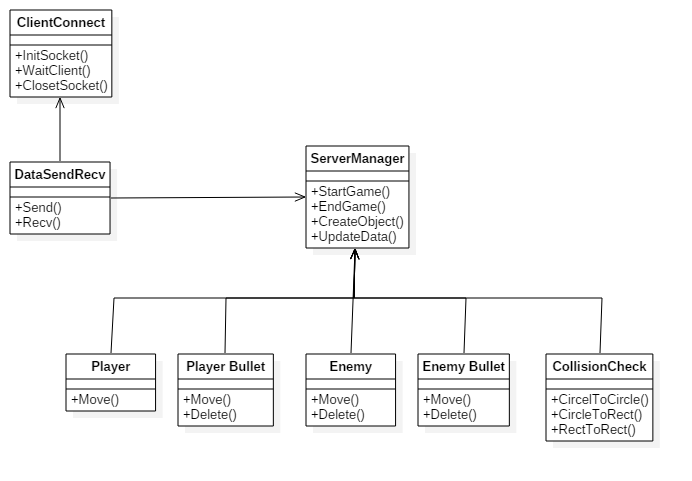 ClientConnect
+InitSocket()
+WaitClient()
+ClosetSocket()
DataSendRecv
+Send()
+Recv()
ServerManager
+StartGame()
+EndGame()
+CreateObject()
+UpdateData()
Player
+Move()
Player Bullet
+Move()
+Delete()
Enemy
+Move()
+Delete()
Enemy Bullet
+Move()
+Delete()
CollisionCheck
+CircelToCircle()
+CircleToRect()
+RectToRect()